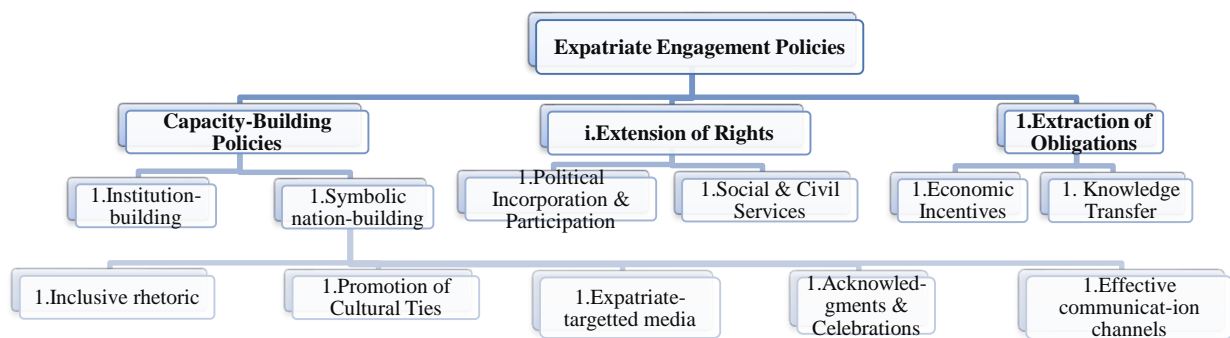 Expatriate Engagement Policies
Capacity-Building
Policies
i.Extension of Rights
1.Extraction of
Obligations
1.Institution-
building
1.Symbolic
nation-building
1.Political
Incorporation &
Participation
1.Social & Civil
Services
1.Economic
Incentives
1. Knowledge
Transfer
1.Inclusive rhetoric
1.Promotion of
Cultural Ties
1.Expatriate-
targetted media
1.Acknowled-
gments &
Celebrations
1.Effective
communicat-ion
channels